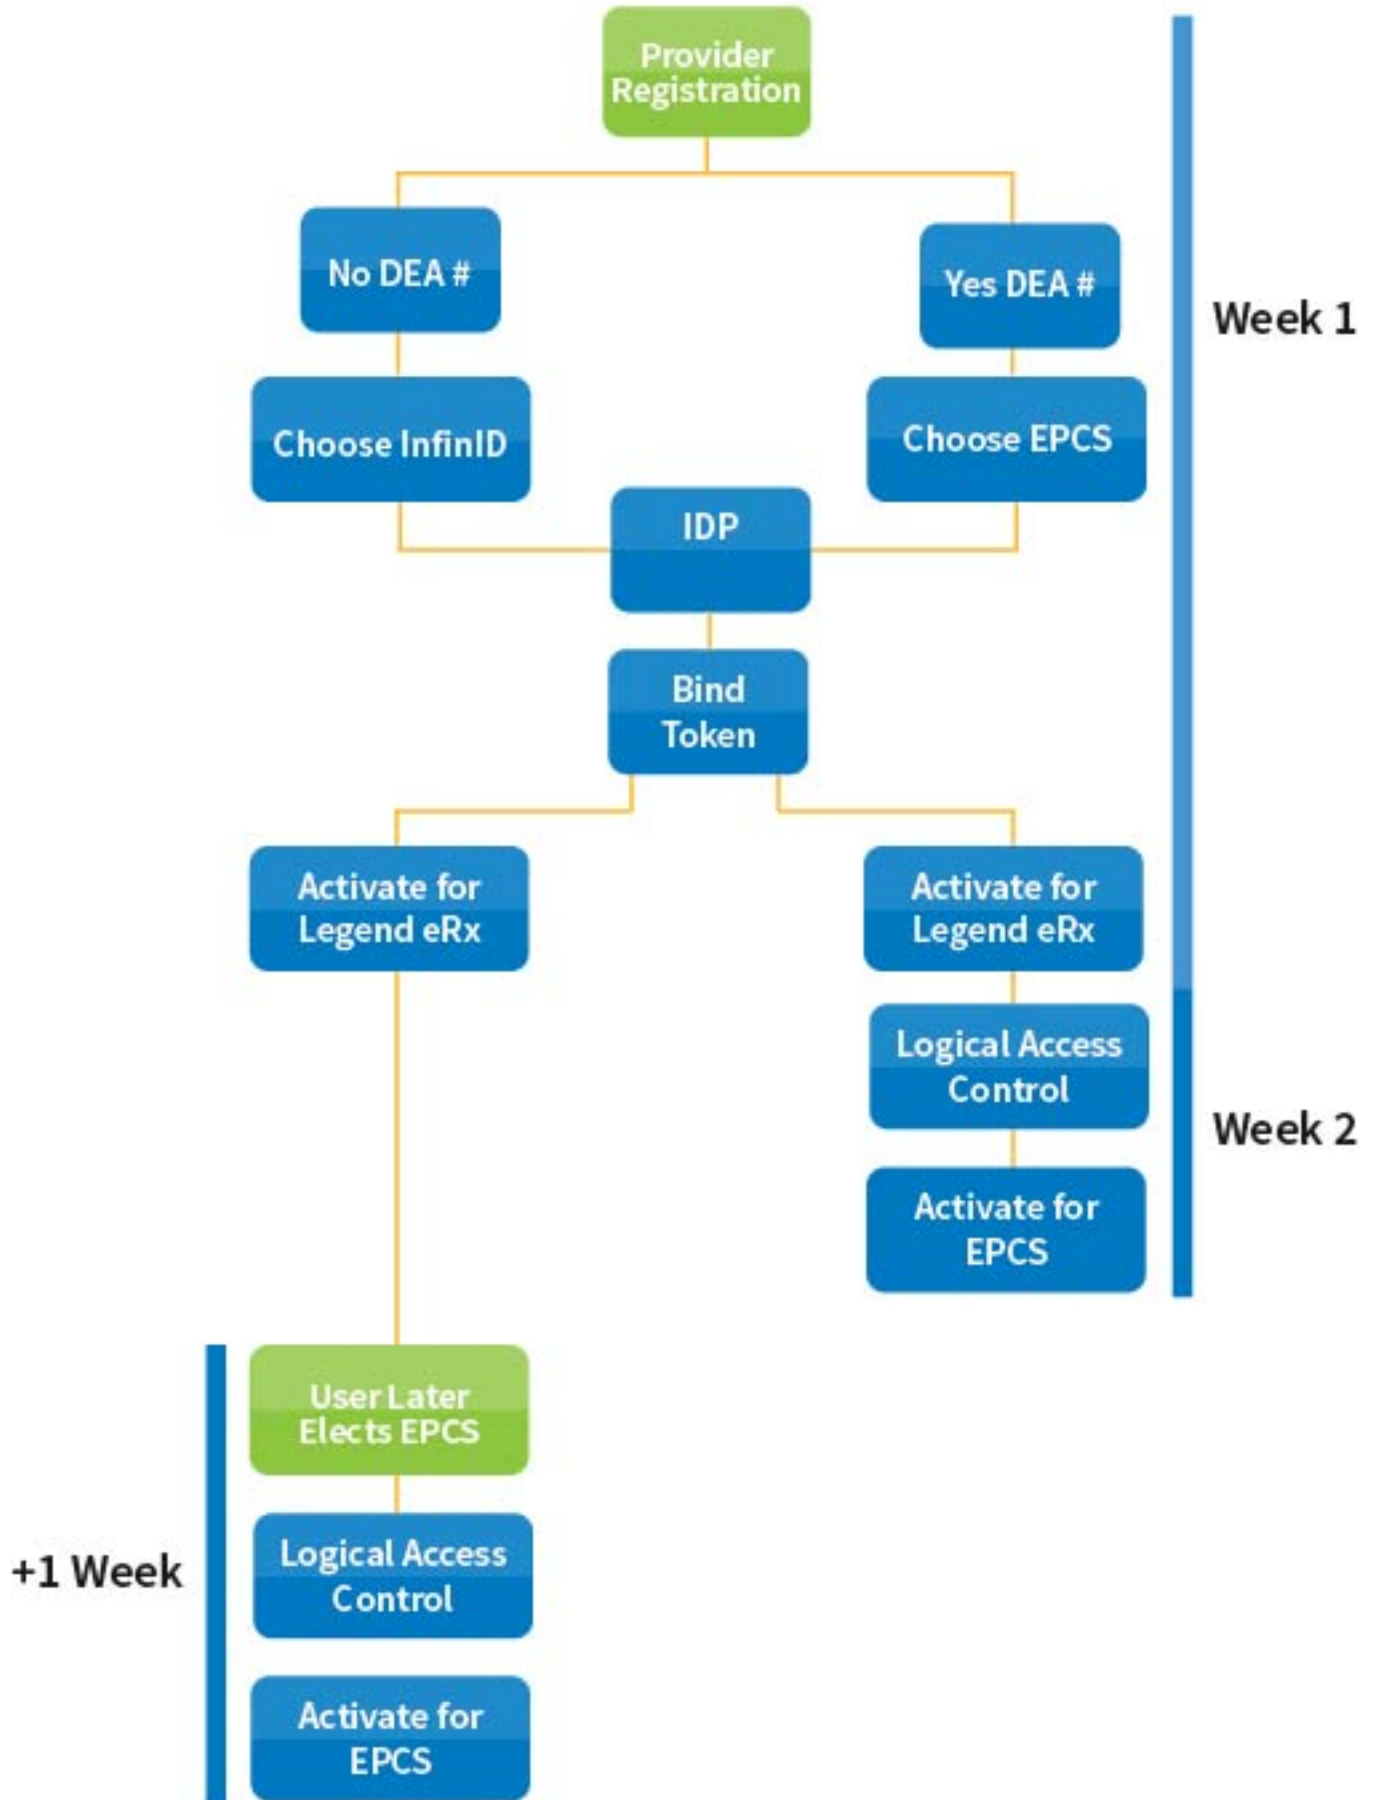 Provider
Registration
No DEA #
Yes DEA #
Week 1
Choose InfinID
Choose EPCS
IDP
Bind
Token
Activate for
Legend eRx
Activate for
Legend eRx
Logical Access
Control
Week 2
Activate for
EPCS
User Later
Elects EPCS
+1 Week
Logical Access
Control
Activate for
EPCS